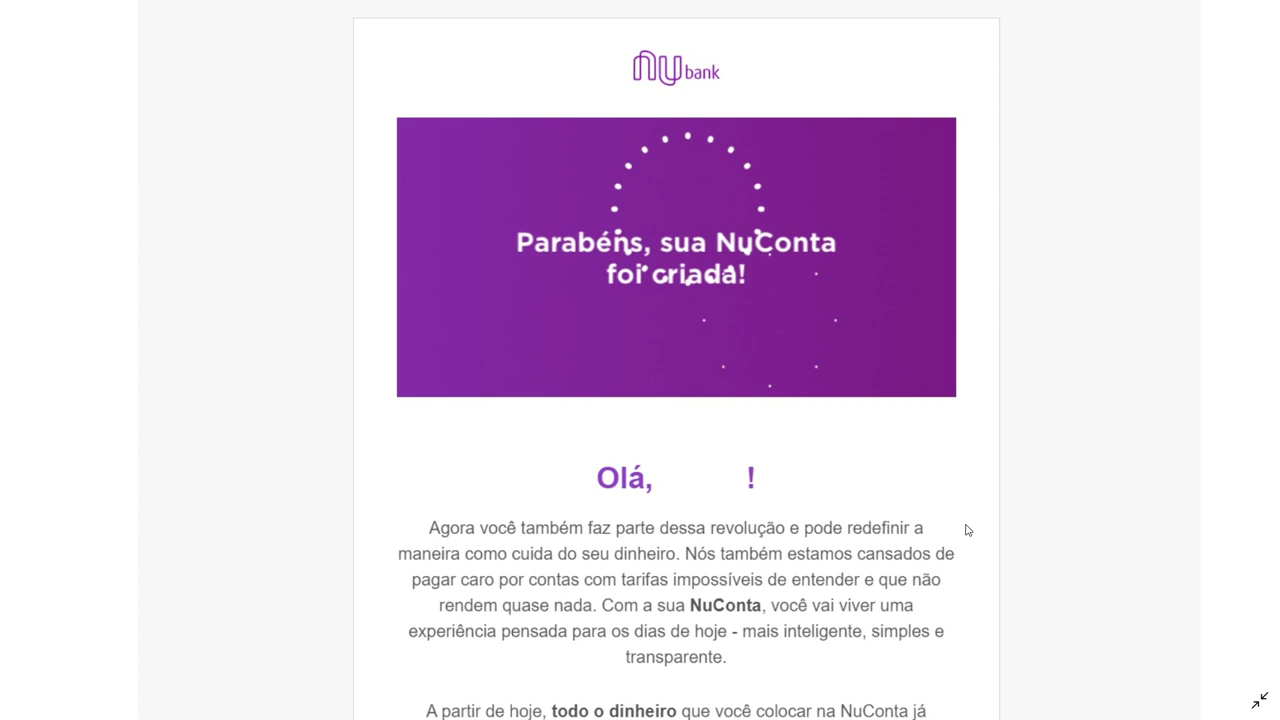 nu bank
Parabéns, sua NuConta
foi criada!
Olá, !
Agora você também faz parte dessa revolução e pode redefinir a
maneira como cuida do seu dinheiro. Nós também estamos cansados de
pagar caro por contas com tarifas impossíveis de entender e que não
rendem quase nada. Com a sua NuConta, você vai viver uma
experiência pensada para os dias de hoje - mais inteligente, simples e
transparente.
A partir de hoje, todo o dinheiro que você colocar na NuConta já